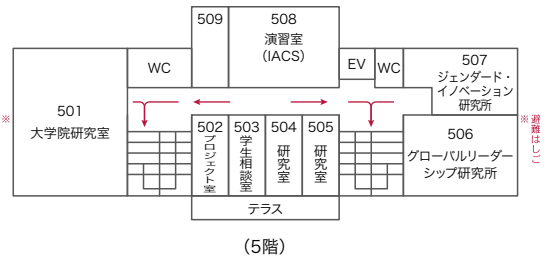 509
508
演習室
（IACS）
WC
EV
WC
507
ジェンダード・
イノベーション
研究所
501
大学院研究室
※
502
プロジェクト室
503
学生相談室
504
研究室
505
研究室
506
グローバルリーダー
シップ研究所
※避難はしご
テラス
（5階）